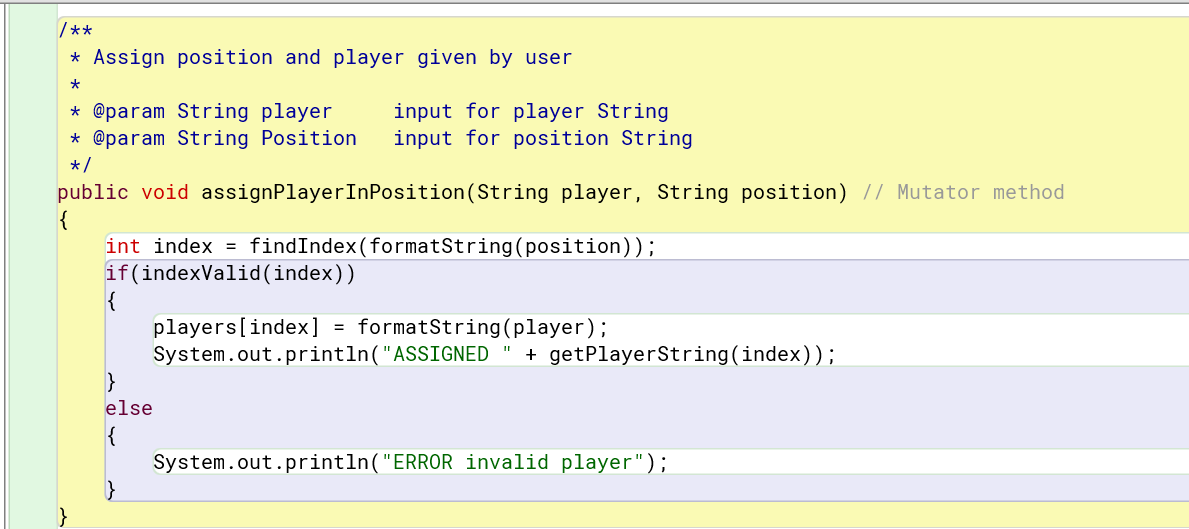 /**
 * Assign position and player given by user
 *
 * @param String player     input for player String
 * @param String Position   input for position String
 */
public void assignPlayerInPosition(String player, String position) // Mutator method
{
    int index = findIndex(formatString(position));
    if(indexValid(index))
    {
        players[index] = formatString(player);
        System.out.println("ASSIGNED " + getPlayerString(index));
    }
    else
    {
        System.out.println("ERROR invalid player");
    }
}